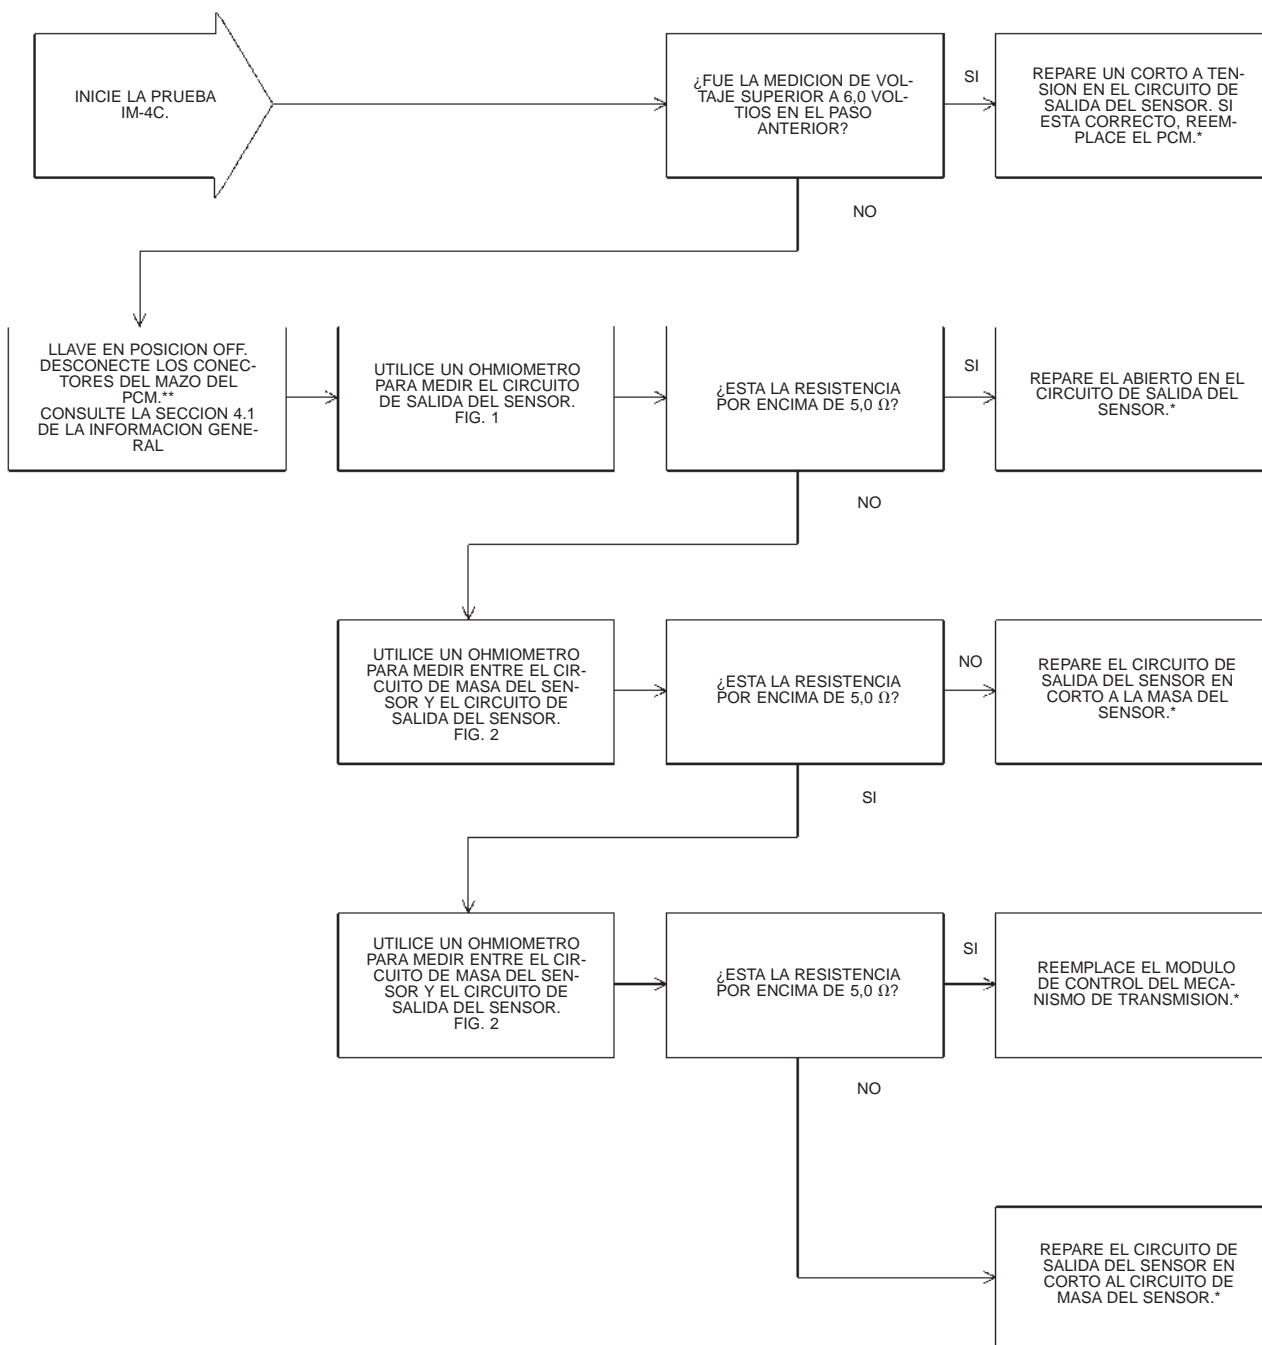 INICIE LA PRUEBA
IM-4C.
¿FUE LA MEDICION DE VOL-
TAJE SUPERIOR A 6,0 VOL-
TIOS EN EL PASO
ANTERIOR?
SI
REPARE UN CORTO A TEN-
SION EN EL CIRCUITO DE
SALIDA DEL SENSOR. SI
ESTA CORRECTO, REEM-
PLACE EL PCM.*
NO
LLAVE EN POSICION OFF.
DESCONECTE LOS CONEC-
TORES DEL MAZO DEL
PCM.**
CONSULTE LA SECCION 4.1
DE LA INFORMACION GENE-
RAL
UTILICE UN OHMIOMETRO
PARA MEDIR EL CIRCUITO
DE SALIDA DEL SENSOR.
FIG. 1
¿ESTA LA RESISTENCIA
POR ENCIMA DE 5,0 Ω?
SI
REPARE EL ABIERTO EN EL
CIRCUITO DE SALIDA DEL
SENSOR.*
NO
UTILICE UN OHMIOMETRO
PARA MEDIR ENTRE EL CIR-
CUITO DE MASA DEL SEN-
SOR Y EL CIRCUITO DE
SALIDA DEL SENSOR.
FIG. 2
¿ESTA LA RESISTENCIA
POR ENCIMA DE 5,0 Ω?
NO
REPARE EL CIRCUITO DE
SALIDA DEL SENSOR EN
CORTO A LA MASA DEL
SENSOR.*
SI
UTILICE UN OHMIOMETRO
PARA MEDIR ENTRE EL CIR-
CUITO DE MASA DEL SEN-
SOR Y EL CIRCUITO DE
SALIDA DEL SENSOR.
FIG. 2
¿ESTA LA RESISTENCIA
POR ENCIMA DE 5,0 Ω?
SI
REEMPLACE EL MODULO
DE CONTROL DEL MECA-
NISMO DE TRANSMISION.*
NO
REPARE EL CIRCUITO DE
SALIDA DEL SENSOR EN
CORTO AL CIRCUITO DE
MASA DEL SENSOR.*